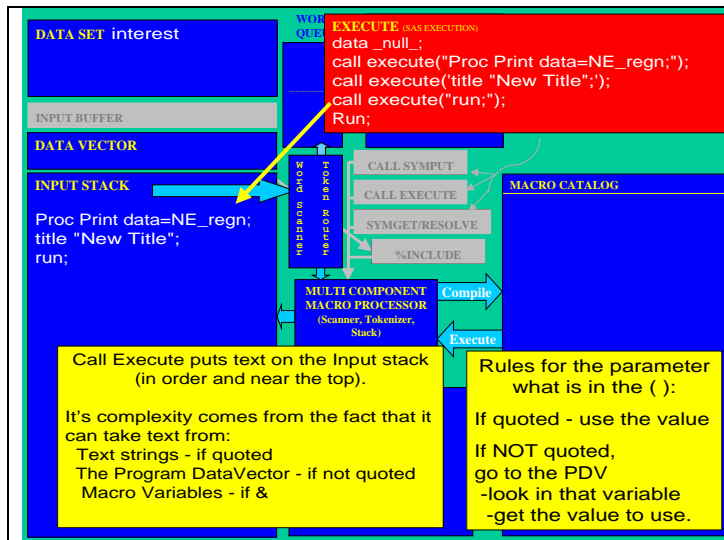 DATA SET interest
WOR
QUE
EXECUTE (SAS EXECUTION)
data _null_;
call execute("Proc Print data=NE_regn;");
call execute('title "New Title";');
call execute("run;");
Run;
INPUT BUFFER
DATA VECTOR
INPUT STACK
Proc Print data=NE_regn;
title "New Title";
run;
Word Scanner
Token Router
CALL SYMPUT
CALL EXECUTE
SYMGET/RESOLVE
%INCLUDE
MACRO CATALOG
MULTI COMPONENT
MACRO PROCESSOR
(Scanner, Tokenizer,
Stack)
Compile
Execute
Call Execute puts text on the Input stack
(in order and near the top).
It's complexity comes from the fact that it
can take text from:
Text strings - if quoted
The Program DataVector - if not quoted
Macro Variables - if &
Rules for the parameter
what is in the ( ):
If quoted - use the value
If NOT quoted,
go to the PDV
-look in that variable
-get the value to use.